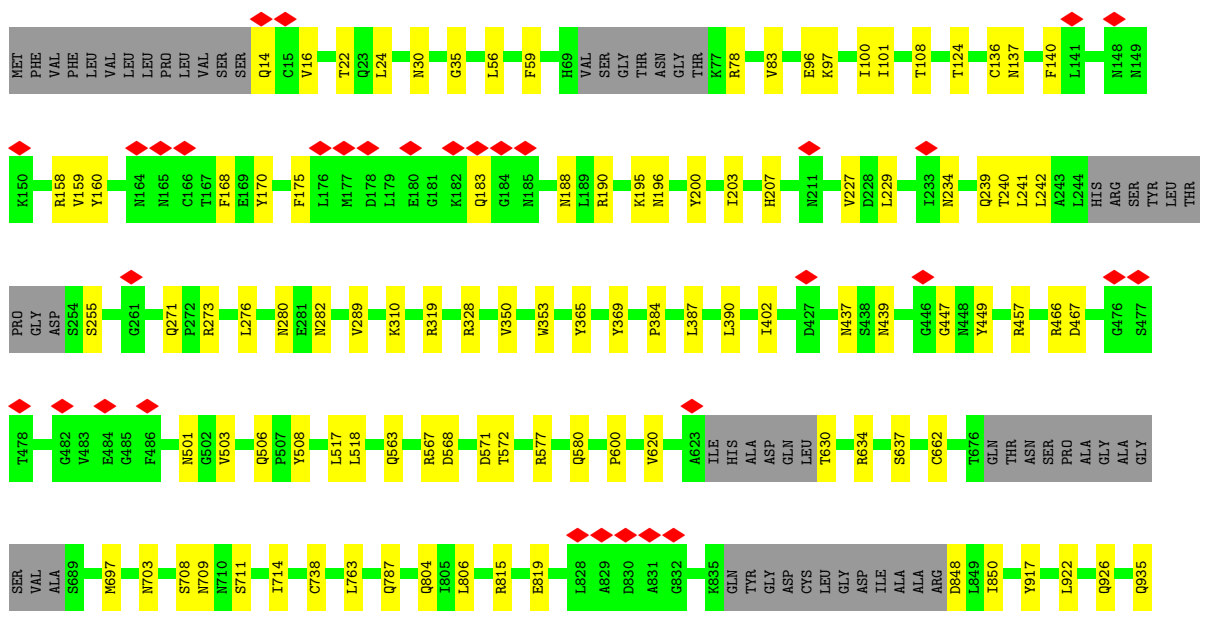 MET PHE VAL PHE LEU VAL LEU LEU PRO LEU VAL SER SER Q14 C15 V16 T22 Q23 L24 N30 G35 L56 F59 H69 VAL SER GLY THR ASN GLY THR K77 R78 V83 E96 K97 I100 I101 T108 T124 C136 N137 F140 L141 N148 N149
K150 R158 V159 Y160 N164 N165 C166 T167 F168 E169 Y170 F175 L176 M177 D178 L179 E180 G181 K182 Q183 G184 N185 N188 L189 R190 K195 N196 Y200 I203 H207 N211 V227 D228 L229 I233 N234 Q239 T240 L241 L242 A243 L244 HIS ARG SER TYR LEU THR
PRO GLY ASP S254 S255 G261 Q271 P272 R273 L276 N280 E281 N282 V289 K310 R319 R328 V350 W353 Y365 Y369 P384 L387 L390 I402 D427 N437 S438 N439 G446 G447 N448 Y449 R457 R466 D467 G476 S477
T478 G482 V483 E484 G485 F486 N501 G502 V503 Q506 P507 Y508 L517 L518 Q563 R567 D568 D571 T572 R577 Q580 P600 V620 A623 ILE HIS ALA ASP GLN LEU T630 R634 S637 C662 T676 GLN THR ASN SER PRO ALA GLY ALA GLY
SER VAL ALA S689 M697 N703 S708 N709 N710 S711 I714 C738 L763 Q787 Q804 I805 L806 R815 E819 L828 A829 D830 A831 G832 K835 GLN TYR GLY ASP CYS LEU GLY ASP ILE ALA ALA ARG D848 L849 I850 Y917 L922 Q926 Q935